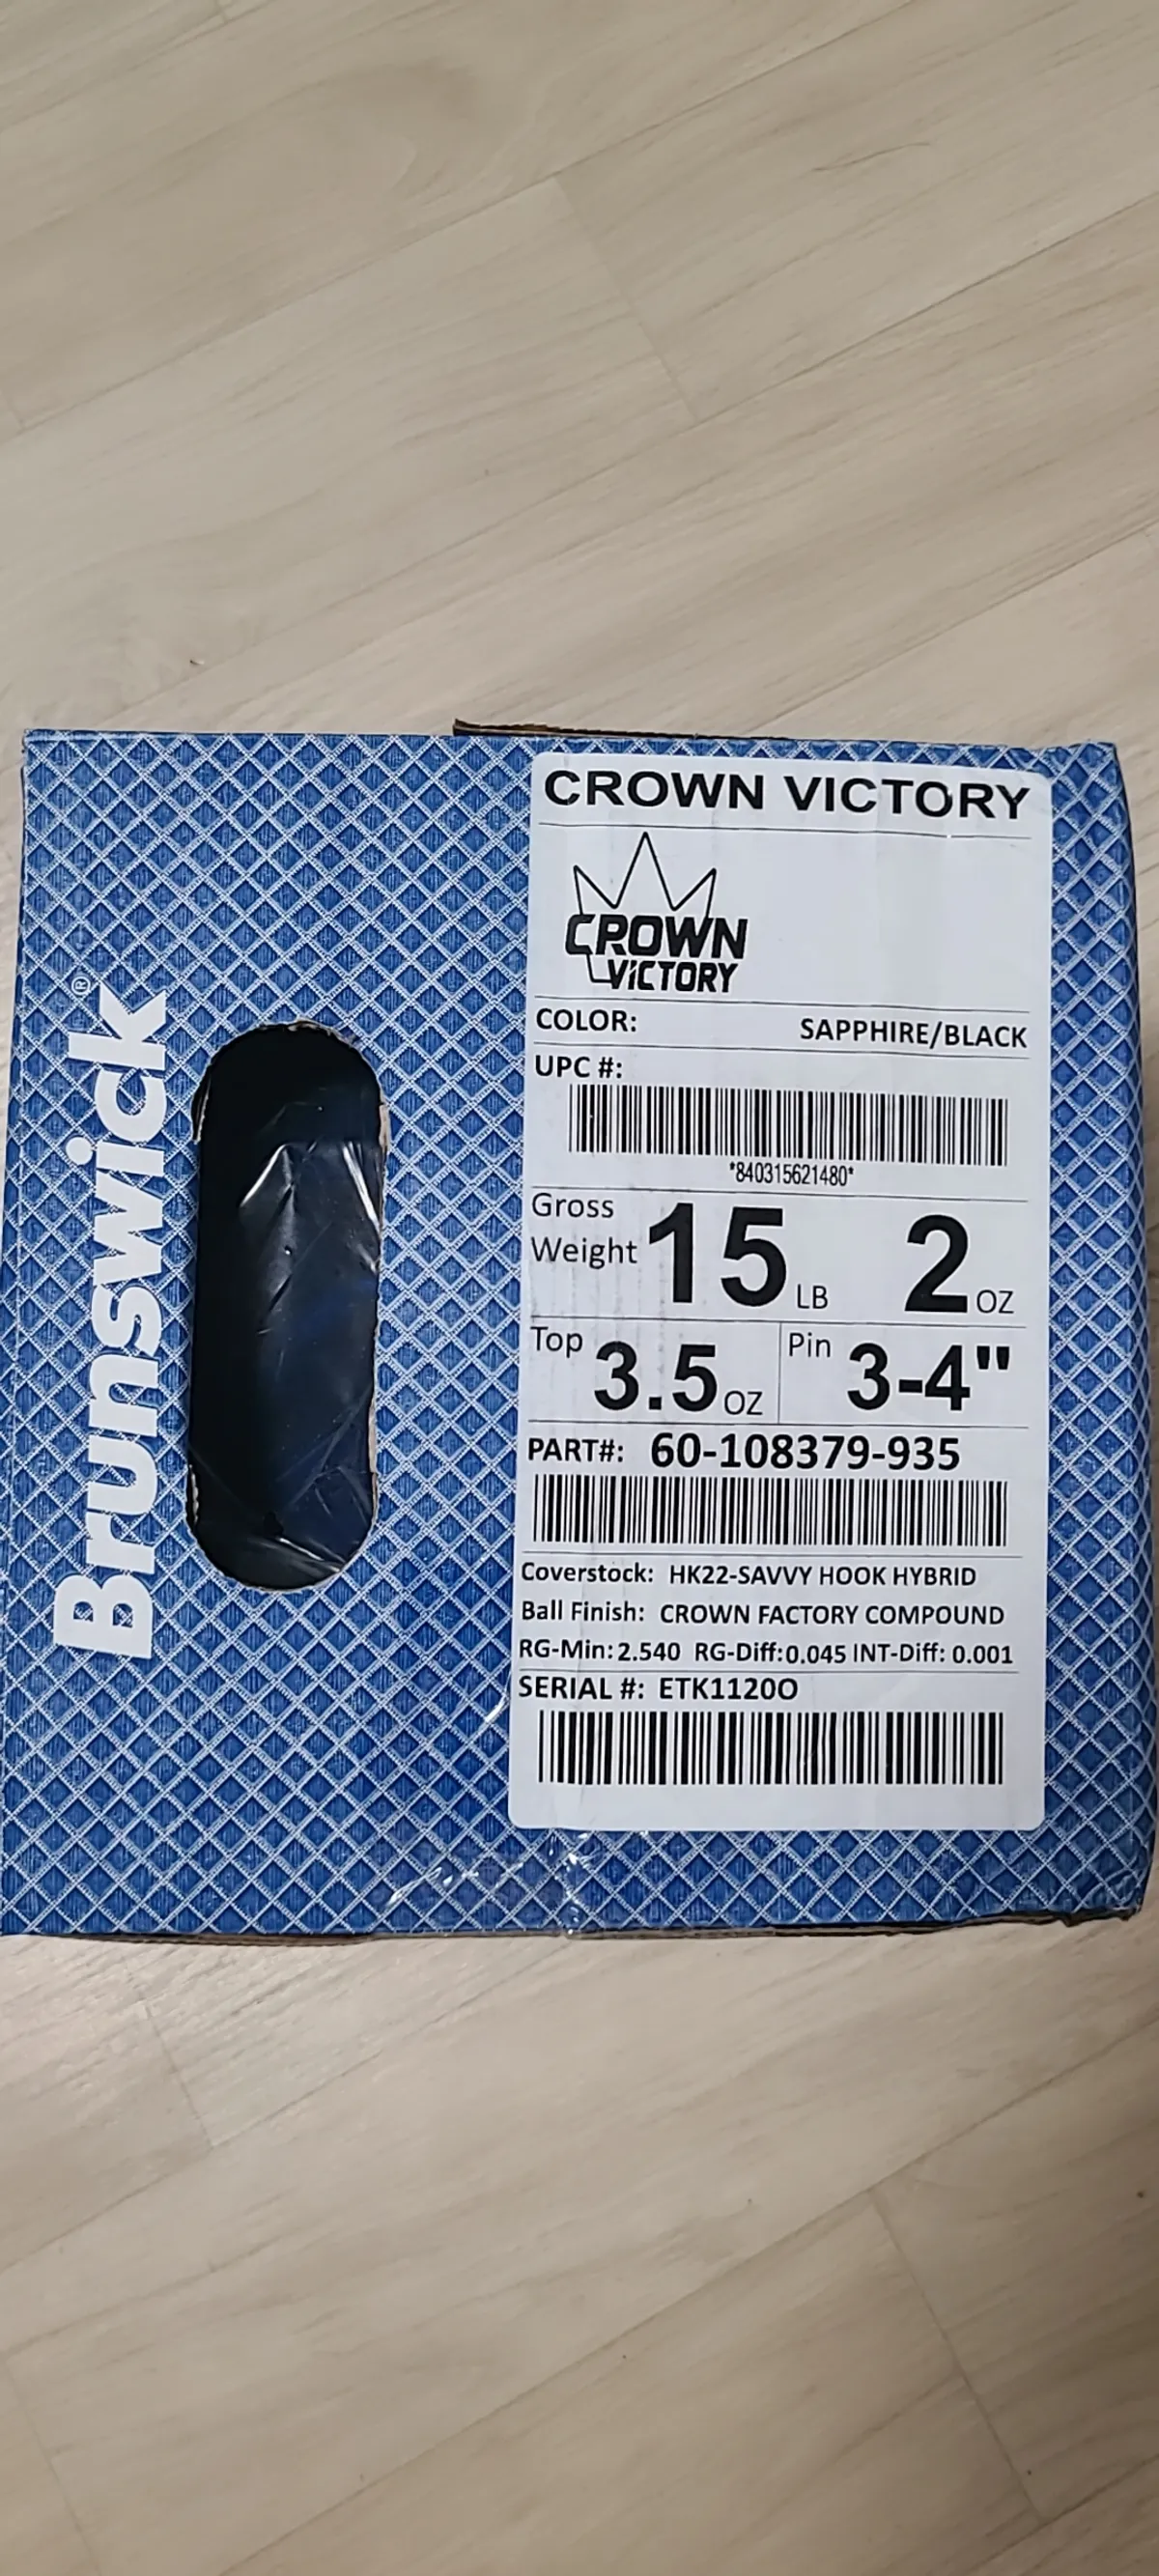 Brunswick®
CROWN VICTORY
CROWN
VICTORY
COLOR: SAPPHIRE/BLACK
UPC #:
*840315621480*
Gross
Weight 15 LB 2 OZ
Top 3.5 OZ Pin 3-4"
PART#: 60-108379-935
Coverstock: HK22-SAVVY HOOK HYBRID
Ball Finish: CROWN FACTORY COMPOUND
RG-Min: 2.540 RG-Diff:0.045 INT-Diff: 0.001
SERIAL #: ETK1120O